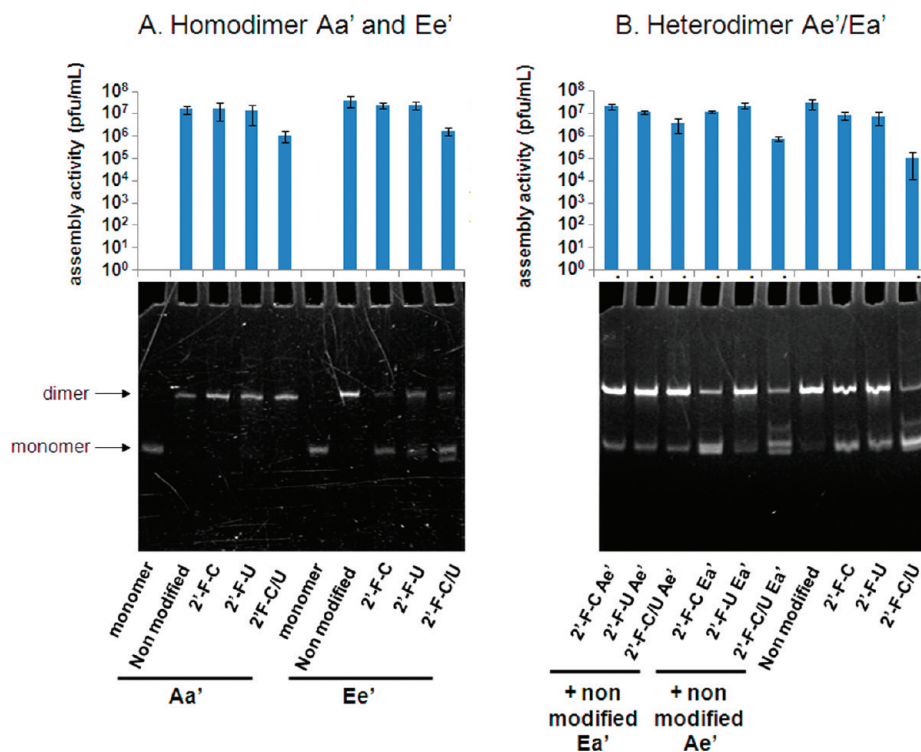 A. Homodimer Aa' and Ee'
B. Heterodimer Ae'/Ea'
assembly activity (pfu/mL)
10⁸
10⁷
10⁶
10⁵
10⁴
10³
10²
10¹
10⁰
assembly activity (pfu/mL)
10⁸
10⁷
10⁶
10⁵
10⁴
10³
10²
10¹
10⁰
dimer
monomer
monomer
Non modified
2'-F-C
2'-F-U
2'F-C/U
monomer
Non modified
2'-F-C
2'-F-U
2'-F-C/U
Aa'
Ee'
2'-F-C Ae'
2'-F-U Ae'
2'-F-C/U Ae'
2'-F-C Ea'
2'-F-U Ea'
2'-F-C/U Ea'
Non modified
2'-F-C
2'-F-U
2'-F-C/U
+ non
modified
Ea'
+ non
modified
Ae'